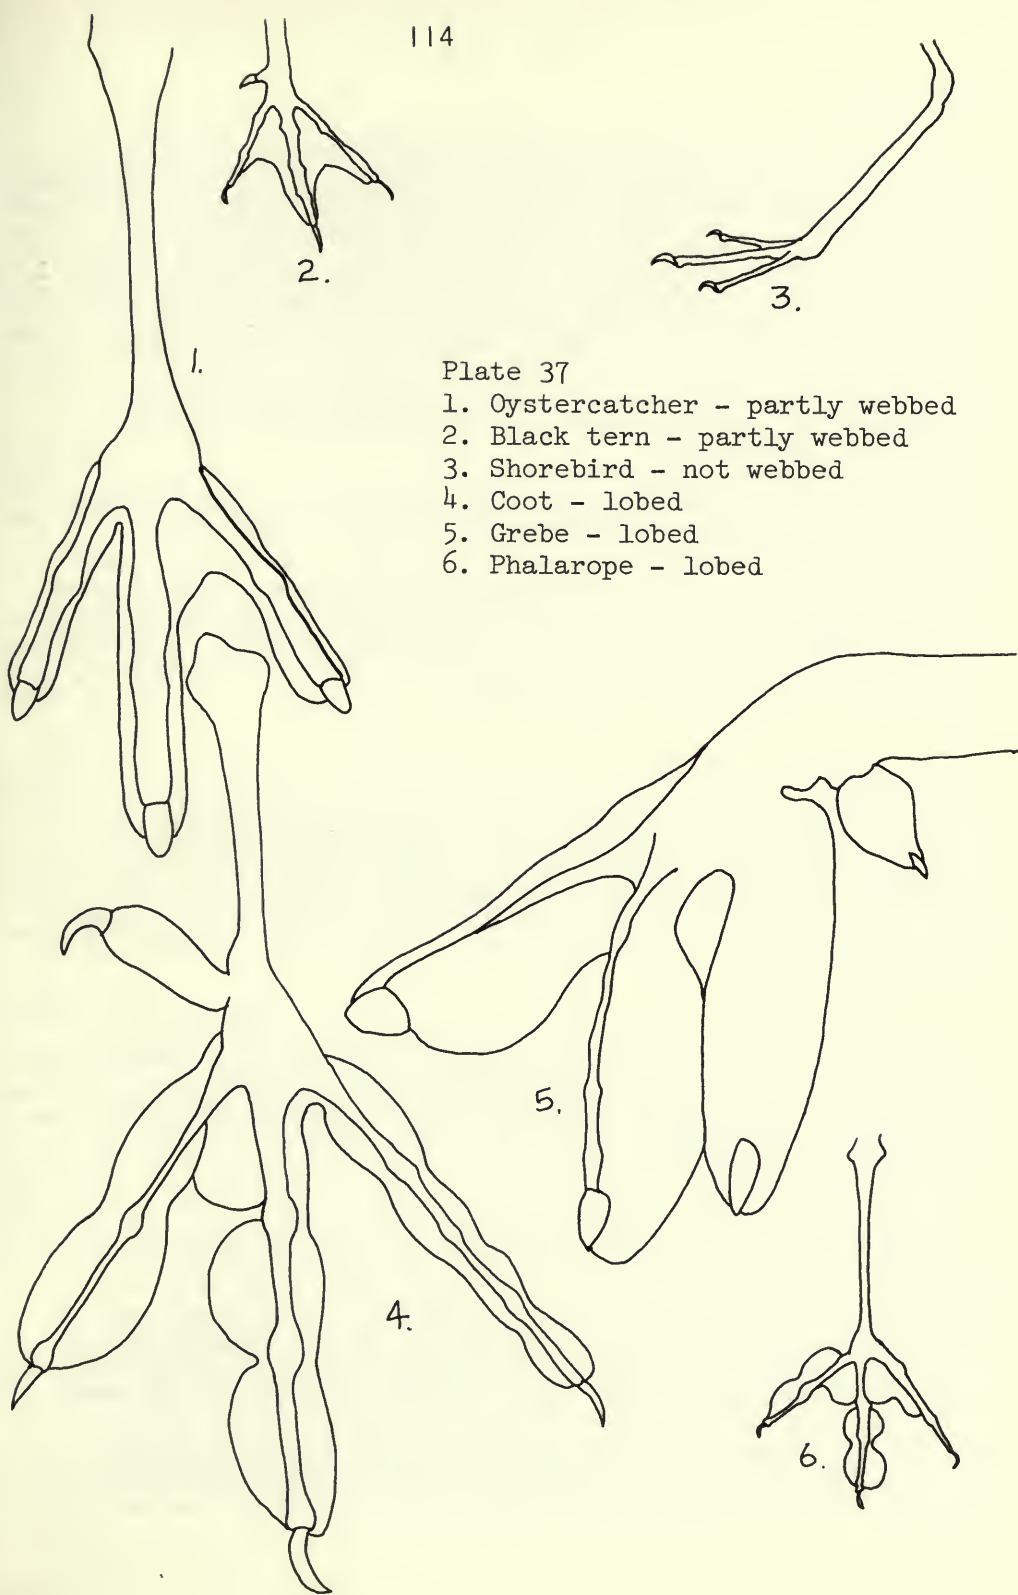 114
2.
3.
1.
Plate 37
1. Oystercatcher - partly webbed
2. Black tern - partly webbed
3. Shorebird - not webbed
4. Coot - lobed
5. Grebe - lobed
6. Phalarope - lobed
5.
4.
6.